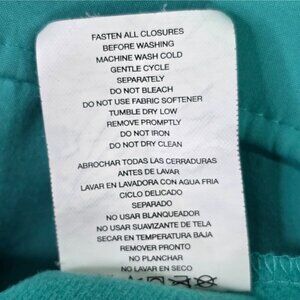 FASTEN ALL CLOSURES
BEFORE WASHING
MACHINE WASH COLD
GENTLE CYCLE
SEPARATELY
DO NOT BLEACH
DO NOT USE FABRIC SOFTENER
TUMBLE DRY LOW
REMOVE PROMPTLY
DO NOT IRON
DO NOT DRY CLEAN
ABROCHAR TODAS LAS CERRADURAS
ANTES DE LAVAR
LAVAR EN LAVADORA CON AGUA FRIA
CICLO DELICADO
SEPARADO
NO USAR BLANQUEADOR
NO USAR SUAVIZANTE DE TELA
SECAR EN TEMPERATURA BAJA
REMOVER PRONTO
NO PLANCHAR
NO LAVAR EN SECO